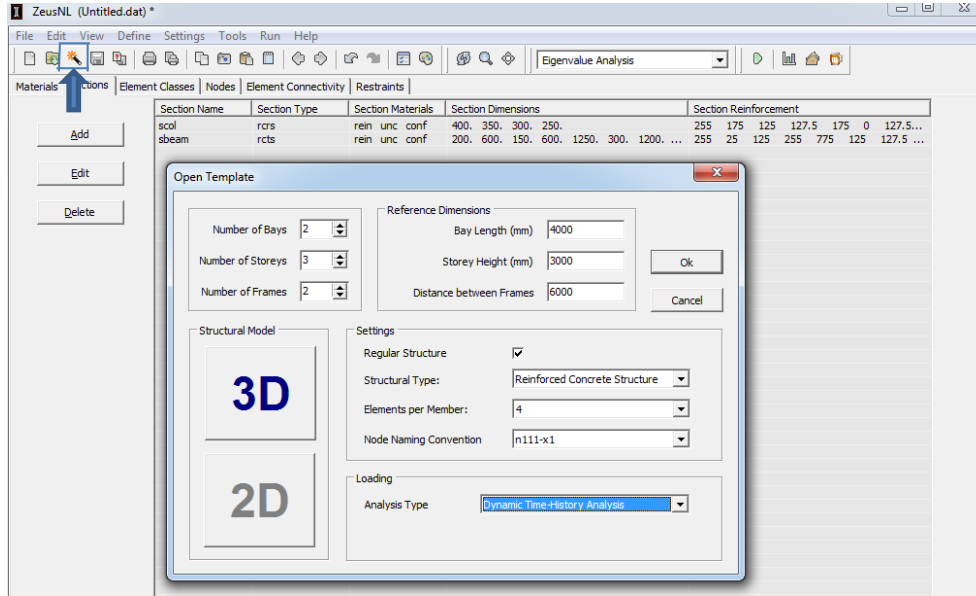 ZeusNL (Untitled.dat) *
File Edit View Define Settings Tools Run Help
Eigenvalue Analysis
Materials Element Classes Nodes Element Connectivity Restraints
Section Name Section Type Section Materials Section Dimensions Section Reinforcement
scol rcrs rein unc conf 400. 350. 300. 250. 255 175 125 127.5 175 0 127.5...
sbeam rcts rein unc conf 200. 600. 150. 600. 1250. 300. 1200. ... 255 25 125 255 775 125 127.5 ...
Add
Edit
Delete
Open Template
Number of Bays 2
Number of Storeys 3
Number of Frames 2
Reference Dimensions
Bay Length (mm) 4000
Storey Height (mm) 3000
Distance between Frames 6000
Ok
Cancel
Structural Model
3D
2D
Settings
Regular Structure
Structural Type: Reinforced Concrete Structure
Elements per Member: 4
Node Naming Convention n111-x1
Loading
Analysis Type Dynamic Time-History Analysis